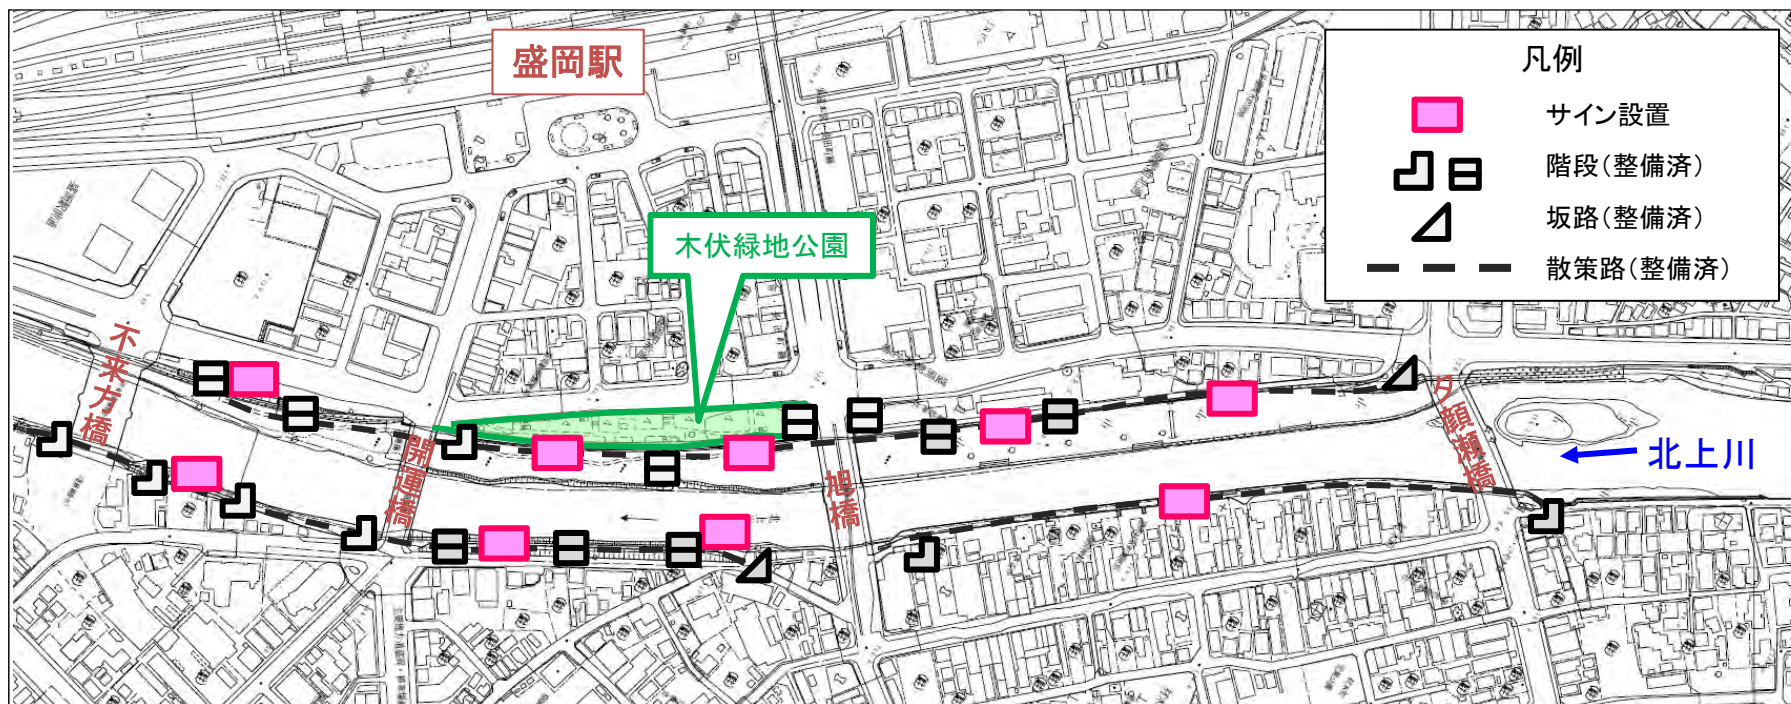 盛岡駅
凡例
サイン設置
階段（整備済）
坂路（整備済）
散策路（整備済）
木伏緑地公園
不来方橋
開運橋
旭橋
夕顔瀬橋
北上川